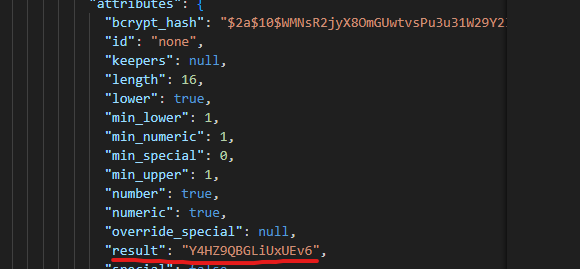 "attributes": {
"bcrypt_hash": "$2a$10$WMNsR2jyX8OmGUwtvsPu3u31W29Y2
"id": "none",
"keepers": null,
"length": 16,
"lower": true,
"min_lower": 1,
"min_numeric": 1,
"min_special": 0,
"min_upper": 1,
"number": true,
"numeric": true,
"override_special": null,
"result": "Y4HZ9QBGLiUxUEv6",
"special": false